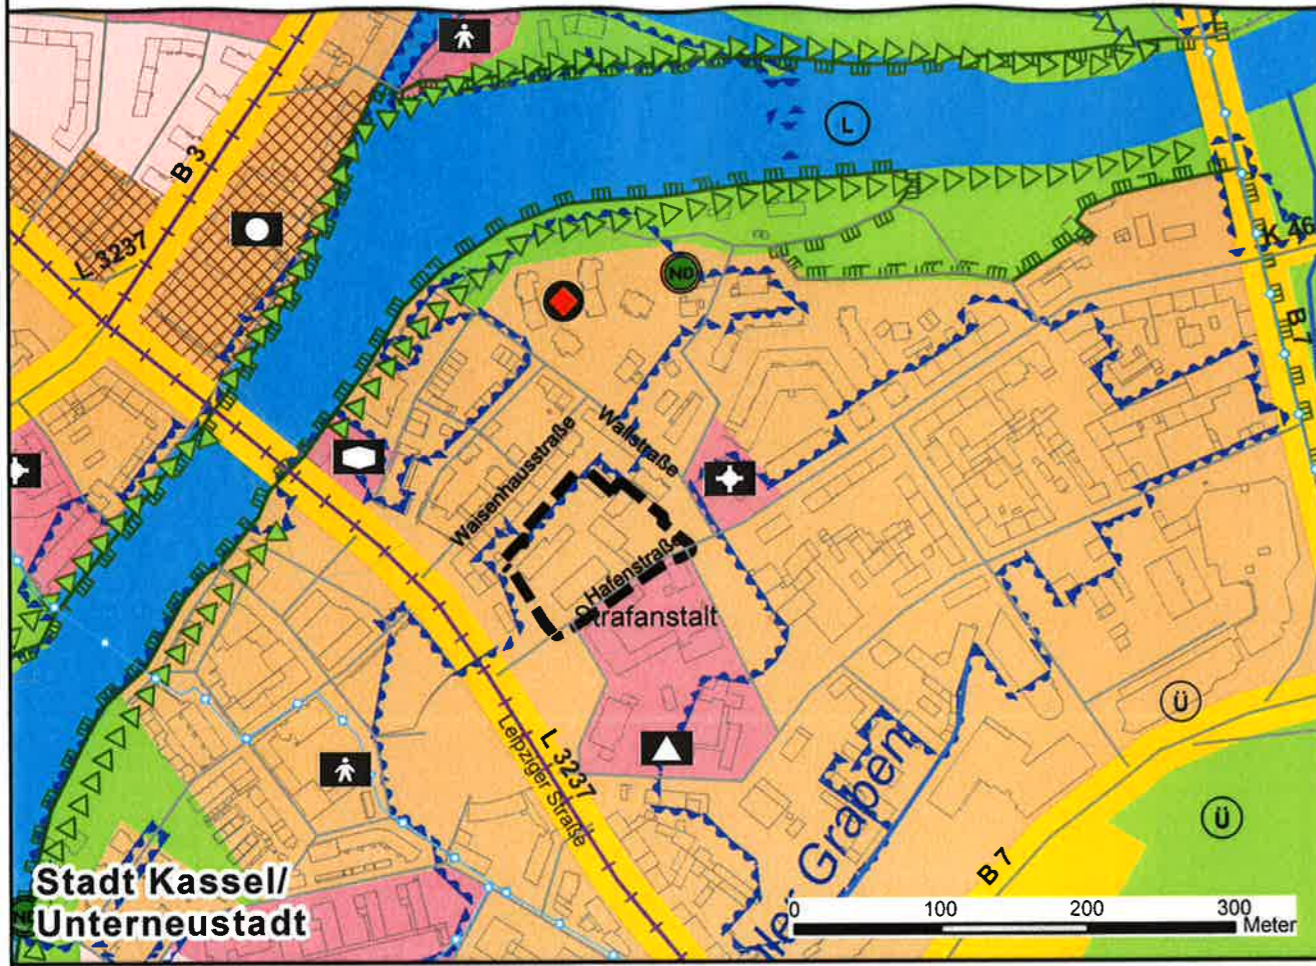 B 3
L
L 3237
K 46
ND
B 7
Wallstraße
Waisenhausstraße
Hafenstraße
Strafanstalt
Ü
L 3237
Leipziger Straße
Graben
Ü
B 7
Stadt Kassel/
Unterneustadt
ND
0 100 200 300
Meter